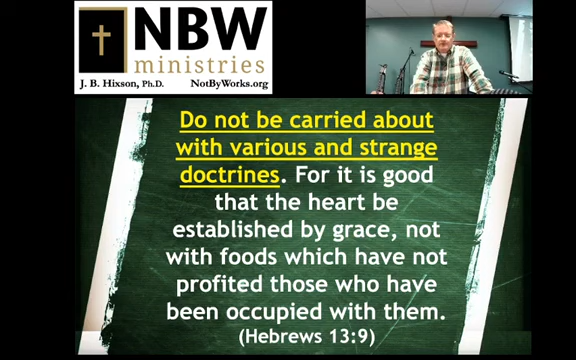 NBW
ministries
J. B. Hixson, Ph.D. NotByWorks.org
Do not be carried about
with various and strange
doctrines. For it is good
that the heart be
established by grace, not
with foods which have not
profited those who have
been occupied with them.
(Hebrews 13:9)